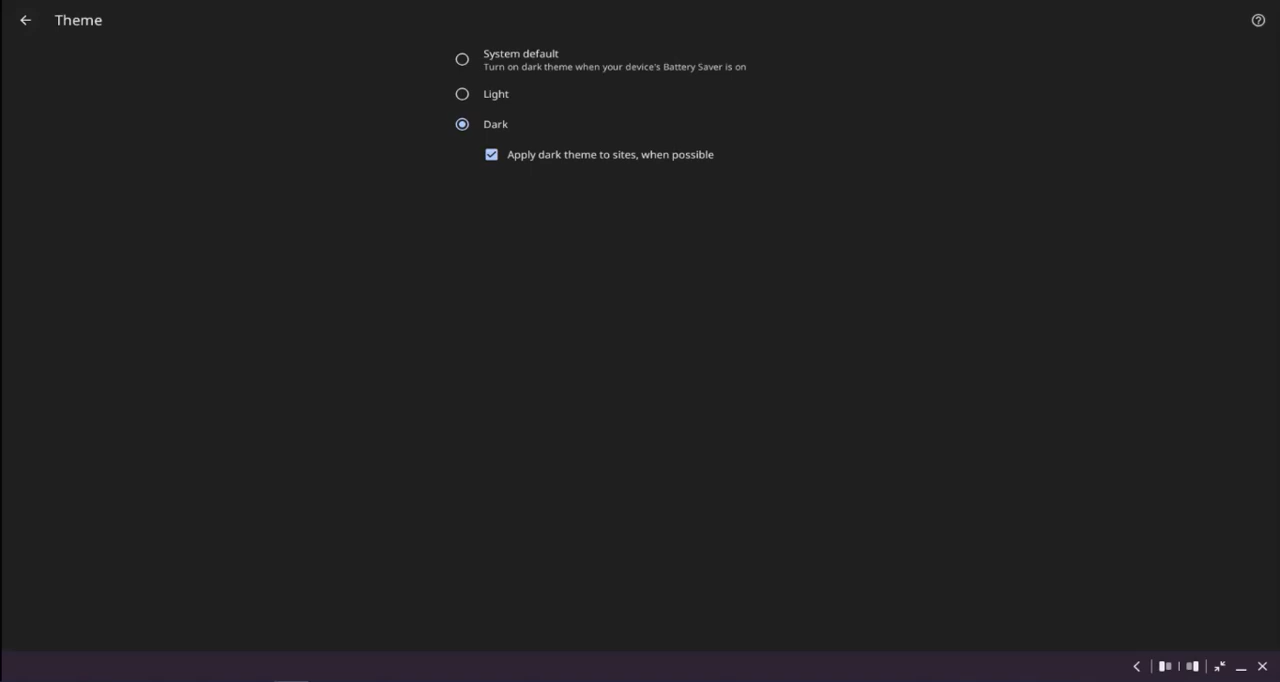 Theme
System default
Turn on dark theme when your device's Battery Saver is on
Light
Dark
Apply dark theme to sites, when possible